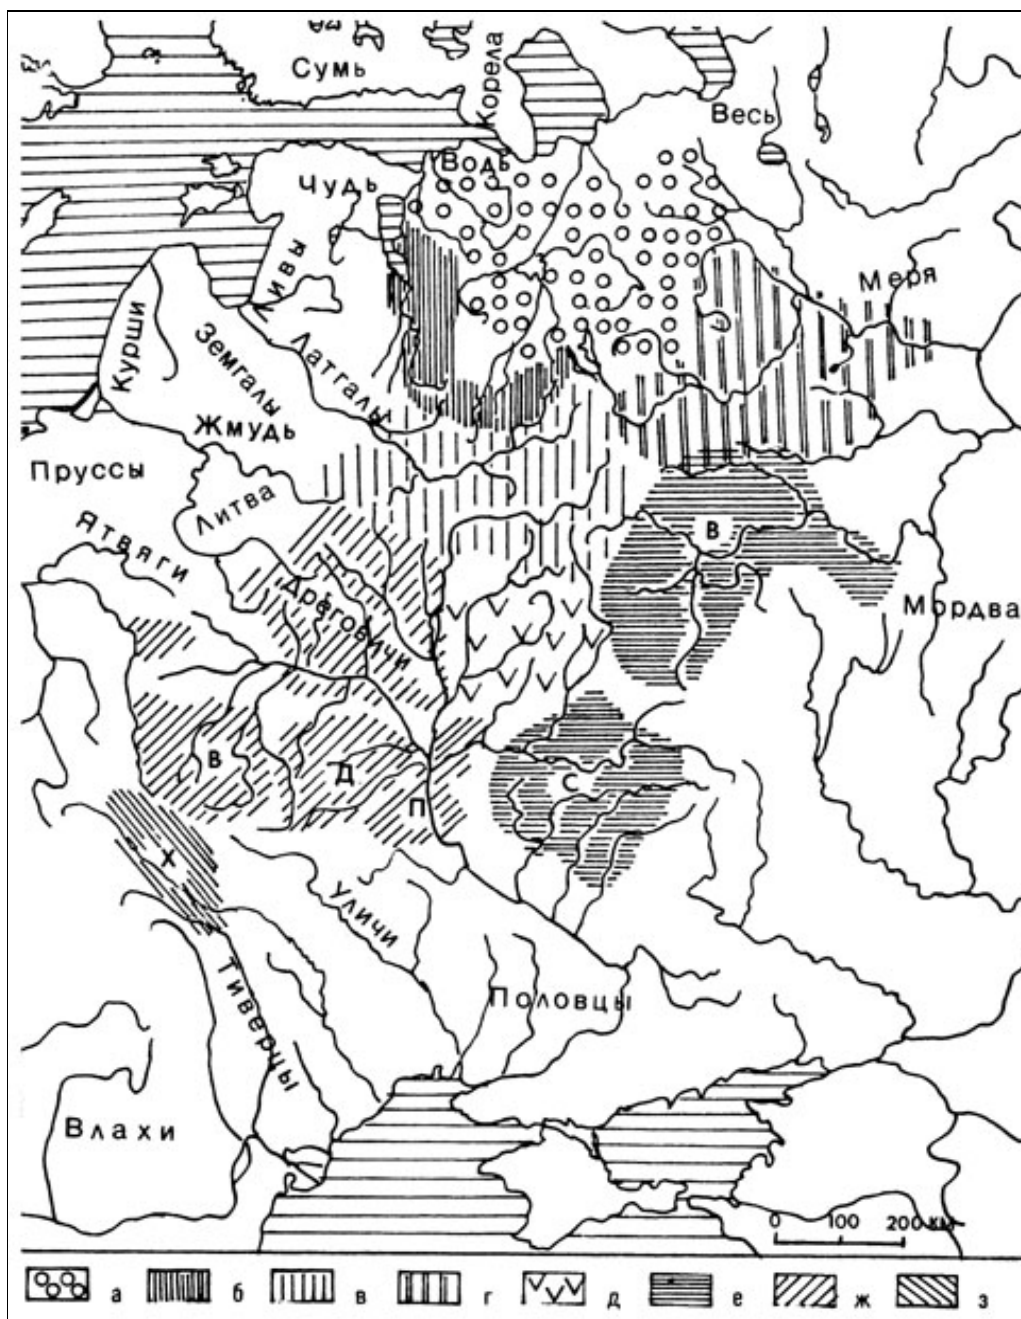 Сумь
Корела
Весь
Водь
Чудь
Ливы
Меря
Курши
Земгалы
Латгалы
Жмудь
Пруссы
Литва
Ятвяги
В
Дреговичи
Мордва
В
Д
П
С
Х
Уличи
Тиверцы
Половцы
Влахи
0 100 200 КМ
а б в г д е ж з